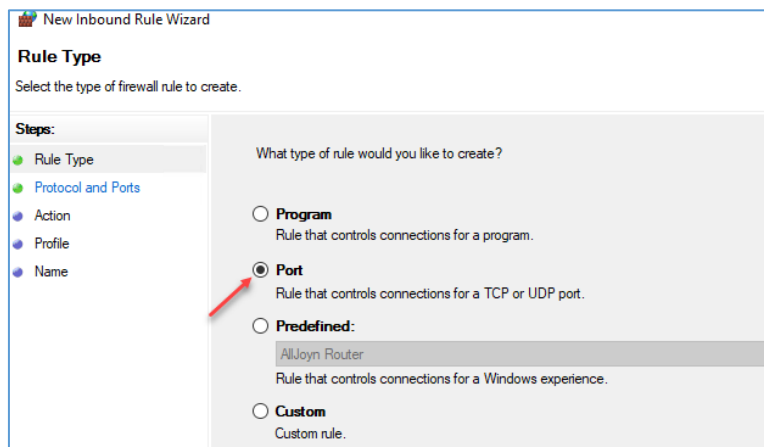 New Inbound Rule Wizard
Rule Type
Select the type of firewall rule to create.
Steps:
Rule Type
Protocol and Ports
Action
Profile
Name
What type of rule would you like to create?
Program
Rule that controls connections for a program.
Port
Rule that controls connections for a TCP or UDP port.
Predefined:
AllJoyn Router
Rule that controls connections for a Windows experience.
Custom
Custom rule.